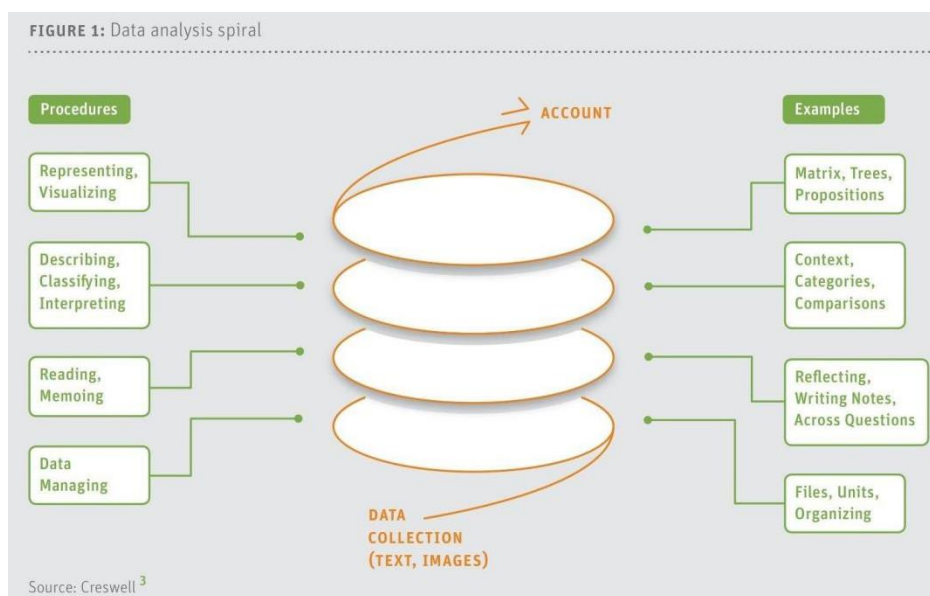 FIGURE 1: Data analysis spiral
Procedures
Representing,
Visualizing
Describing,
Classifying,
Interpreting
Reading,
Memoing
Data
Managing
ACCOUNT
DATA
COLLECTION
(TEXT, IMAGES)
Examples
Matrix, Trees,
Propositions
Context,
Categories,
Comparisons
Reflecting,
Writing Notes,
Across Questions
Files, Units,
Organizing
Source: Creswell 3